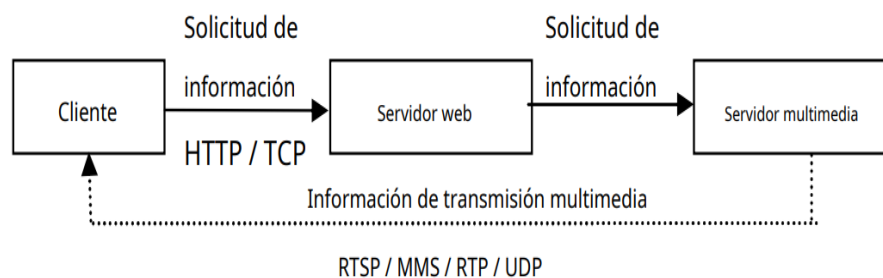 Solicitud de
información
HTTP / TCP
Solicitud de
información
Cliente
Servidor web
Servidor multimedia
Información de transmisión multimedia
RTSP / MMS / RTP / UDP